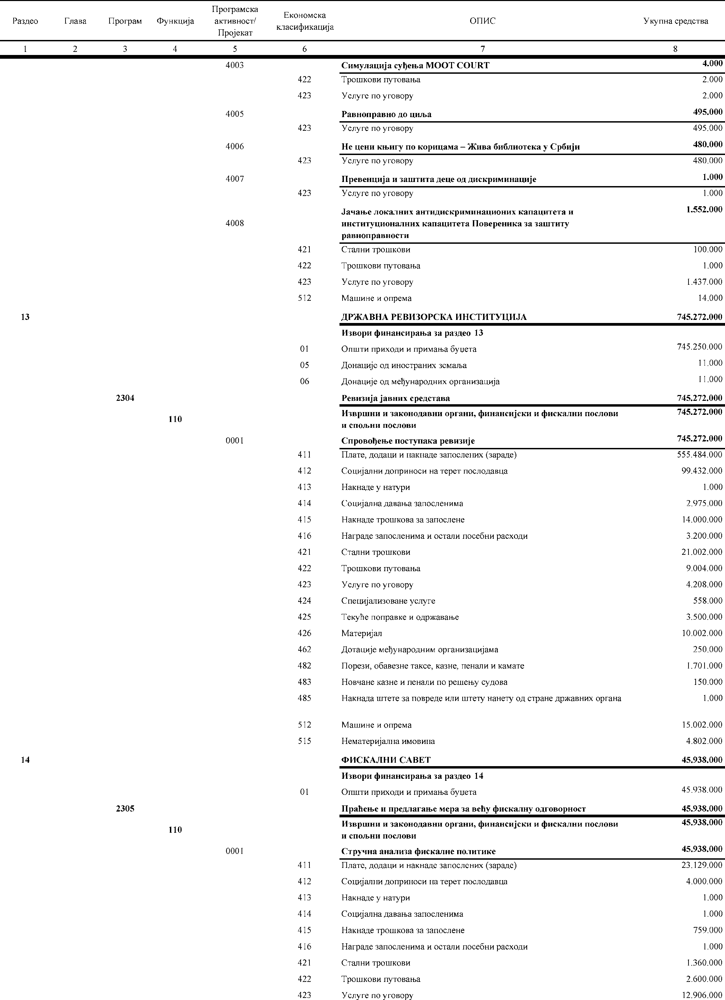 Раздео Глава Програм Функција Програмска активност/ Пројекат Економска класификација ОПИС Укупна средства
1 2 3 4 5 6 7 8
4003 Симулација суђења MOOT COURT 4.000
422 Трошкови путовања 2.000
423 Услуге по уговору 2.000
4005 Равноправно до циља 495.000
423 Услуге по уговору 495.000
4006 Не цени књигу по корицама – Жива библиотека у Србији 480.000
423 Услуге по уговору 480.000
4007 Превенција и заштита деце од дискриминације 1.000
423 Услуге по уговору 1.000
Јачање локалних антидискриминационих капацитета и 1.552.000
4008 институционалних капацитета Повереника за заштиту
равноправности
421 Стални трошкови 100.000
422 Трошкови путовања 1.000
423 Услуге по уговору 1.437.000
512 Машине и опрема 14.000
13 ДРЖАВНА РЕВИЗОРСКА ИНСТИТУЦИЈА 745.272.000
Извори финансирања за раздео 13
01 Општи приходи и примања буџета 745.250.000
05 Донације од иностраних земаља 11.000
06 Донације од међународних организација 11.000
2304 Ревизија јавних средстава 745.272.000
110 Извршни и законодавни органи, финансијски и фискални послови 745.272.000
и спољни послови
0001 Спровођење поступака ревизије 745.272.000
411 Плате, додаци и накнаде запослених (зараде) 555.484.000
412 Социјални доприноси на терет послодавца 99.432.000
413 Накнаде у натури 1.000
414 Социјална давања запосленима 2.975.000
415 Накнаде трошкова за запослене 14.000.000
416 Награде запосленима и остали посебни расходи 3.200.000
421 Стални трошкови 21.002.000
422 Трошкови путовања 9.004.000
423 Услуге по уговору 4.208.000
424 Специјализоване услуге 558.000
425 Текуће поправке и одржавање 3.500.000
426 Материјал 10.002.000
462 Дотације међународним организацијама 250.000
482 Порези, обавезне таксе, казне, пенали и камате 1.701.000
483 Новчане казне и пенали по решењу судова 150.000
485 Накнада штете за повреде или штету нанету од стране државних органа 1.000
512 Машине и опрема 15.002.000
515 Нематеријална имовина 4.802.000
14 ФИСКАЛНИ САВЕТ 45.938.000
Извори финансирања за раздео 14
01 Општи приходи и примања буџета 45.938.000
2305 Праћење и предлагање мера за већу фискалну одговорност 45.938.000
110 Извршни и законодавни органи, финансијски и фискални послови 45.938.000
и спољни послови
0001 Стручна анализа фискалне политике 45.938.000
411 Плате, додаци и накнаде запослених (зараде) 23.129.000
412 Социјални доприноси на терет послодавца 4.000.000
413 Накнаде у натури 1.000
414 Социјална давања запосленима 1.000
415 Накнаде трошкова за запослене 759.000
416 Награде запосленима и остали посебни расходи 1.000
421 Стални трошкови 1.360.000
422 Трошкови путовања 2.600.000
423 Услуге по уговору 12.906.000